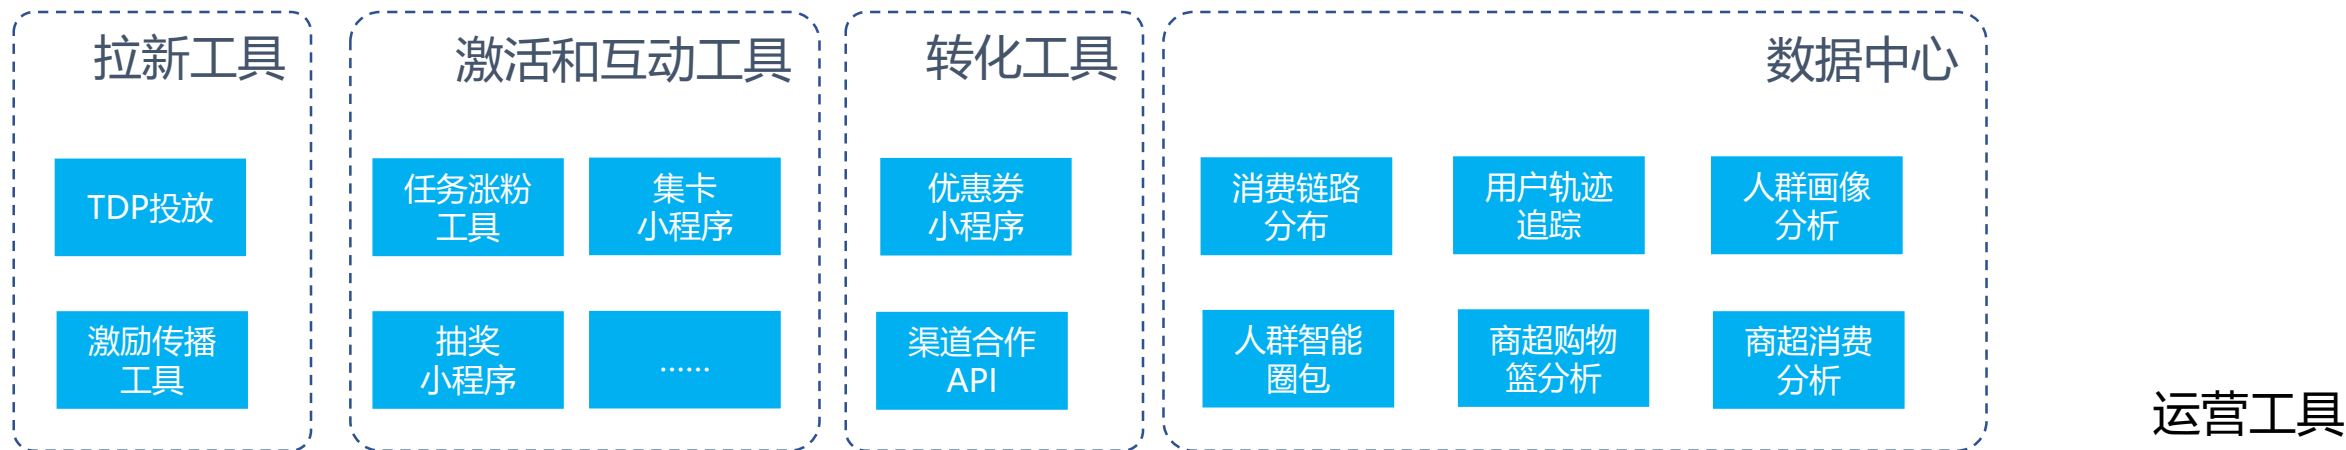 拉新工具
TDP投放
激励传播
工具
激活和互动工具
任务涨粉
工具
集卡
小程序
抽奖
小程序
……
转化工具
优惠券
小程序
渠道合作
API
数据中心
消费链路
分布
用户轨迹
追踪
人群画像
分析
人群智能
圈包
商超购物
篮分析
商超消费
分析
运营工具